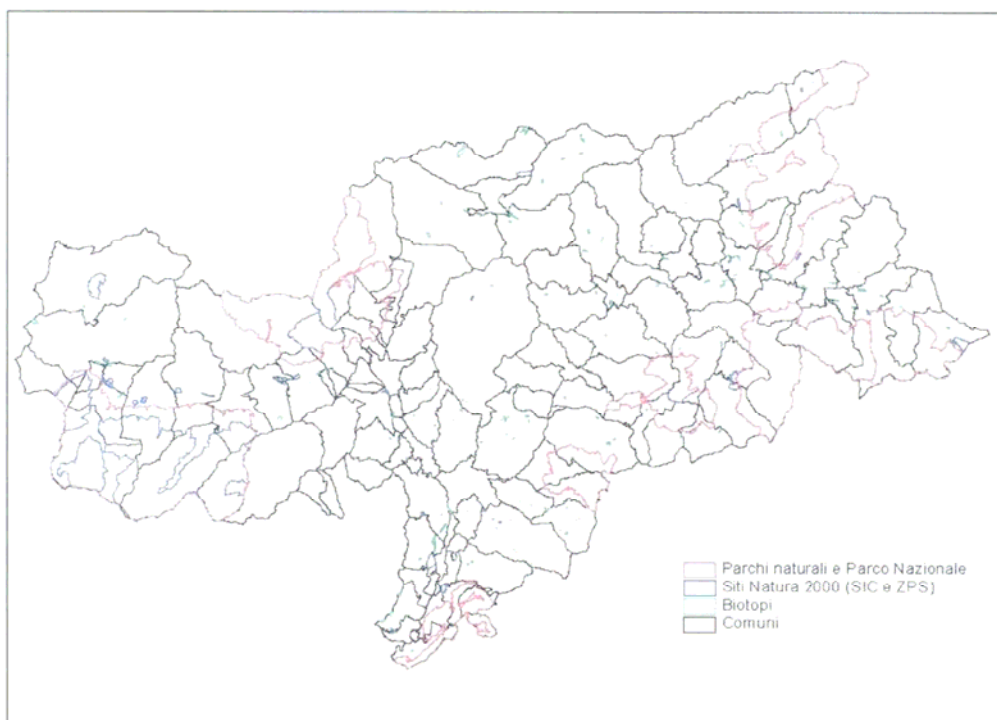 Parchi naturali e Parco Nazionale
Siti Natura 2000 (SIC e ZPS)
Biotopi
Comuni